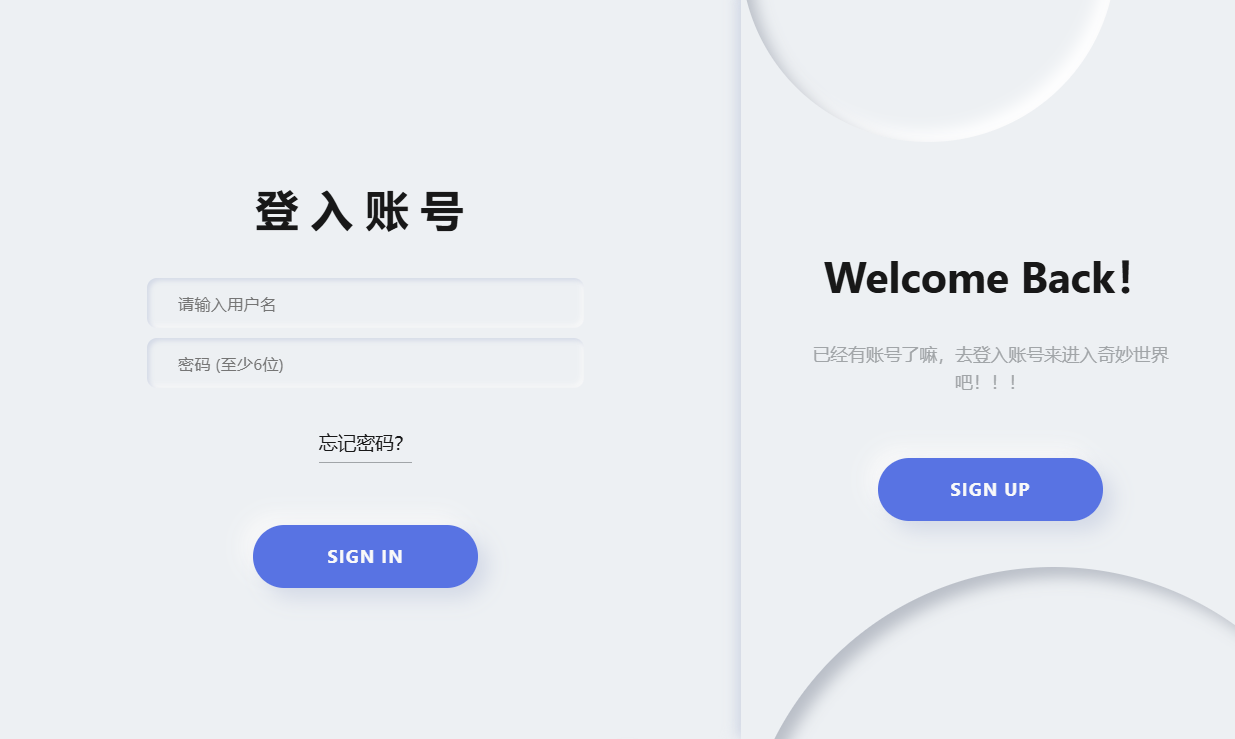 登入账号
请输入用户名
密码 (至少6位)
忘记密码？
SIGN IN
Welcome Back！
已经有账号了嘛，去登入账号来进入奇妙世界
吧！！！
SIGN UP